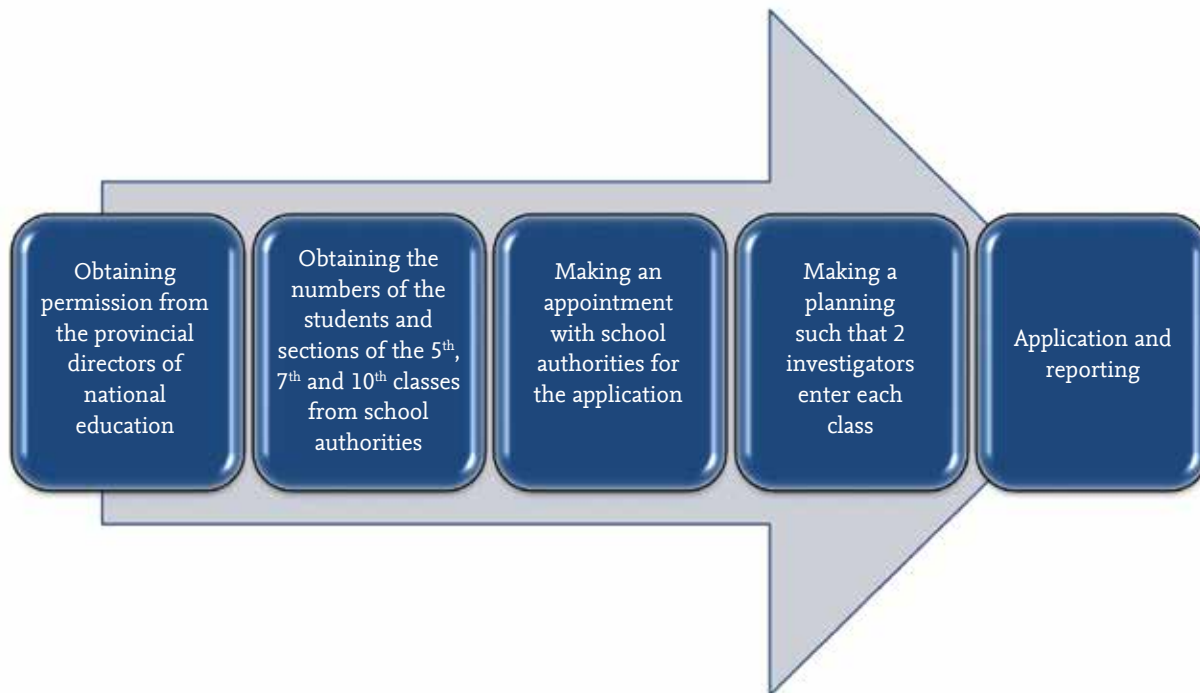 Obtaining
permission from
the provincial
directors of
national
education
Obtaining the
numbers of the
students and
sections of the 5th,
7th and 10th classes
from school
authorities
Making an
appointment
with school
authorities for
the application
Making a
planning
such that 2
investigators
enter each
class
Application and
reporting